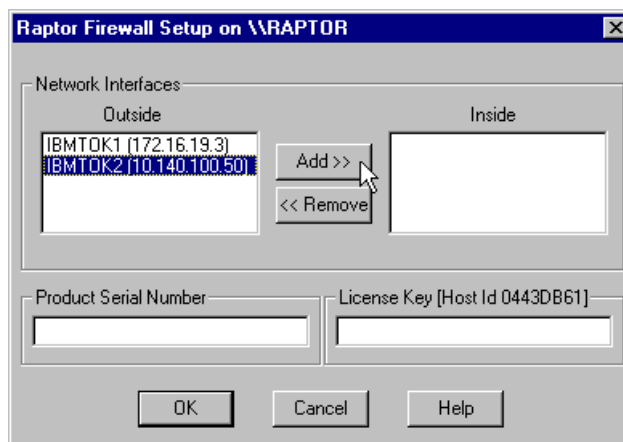 Raptor Firewall Setup on \\RAPTOR
Network Interfaces
Outside
Inside
IBMTOK1 (172.16.19.3)
IBMTOK2 (10.140.100.50)
Add >>
<< Remove
Product Serial Number
License Key [Host Id 0443DB61]
OK
Cancel
Help